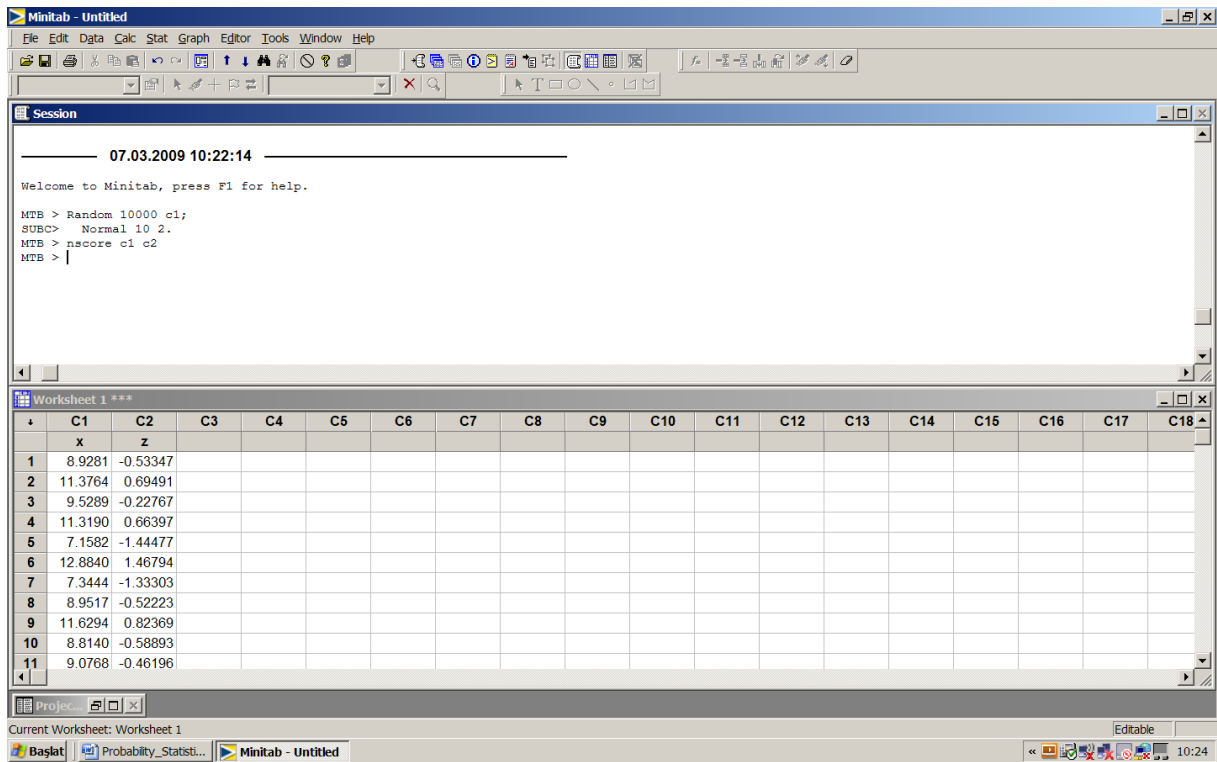 Minitab - Untitled
File Edit Data Calc Stat Graph Editor Tools Window Help
Session
07.03.2009 10:22:14
Welcome to Minitab, press F1 for help.
MTB > Random 10000 c1;
SUBC> Normal 10 2.
MTB > nscore c1 c2
MTB >
Worksheet 1 ***
C1 C2 C3 C4 C5 C6 C7 C8 C9 C10 C11 C12 C13 C14 C15 C16 C17 C18
x z
1 8.9281 -0.53347
2 11.3764 0.69491
3 9.5289 -0.22767
4 11.3190 0.66397
5 7.1582 -1.44477
6 12.8840 1.46794
7 7.3444 -1.33303
8 8.9517 -0.52223
9 11.6294 0.82369
10 8.8140 -0.58893
11 9.0768 -0.46196
Projec...
Current Worksheet: Worksheet 1 Editable
Başlat Probability_Statisti... Minitab - Untitled 10:24